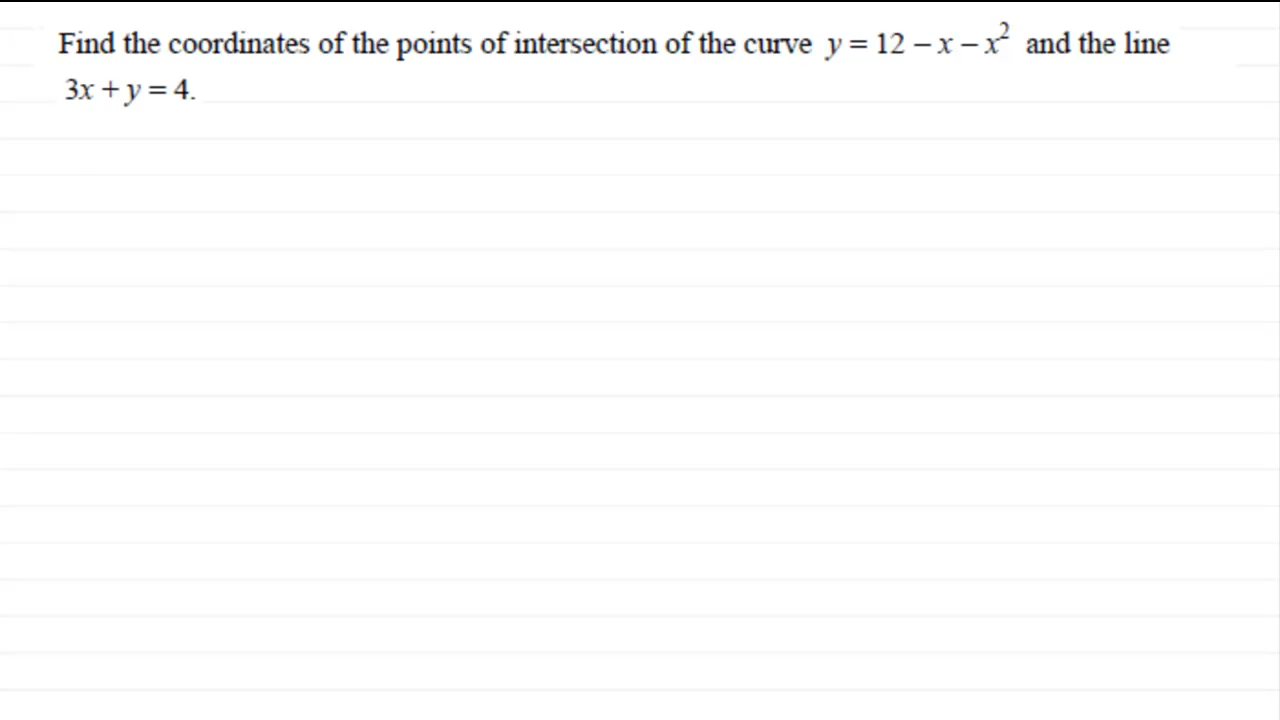 Find the coordinates of the points of intersection of the curve y = 12 − x − x² and the line
3x + y = 4.